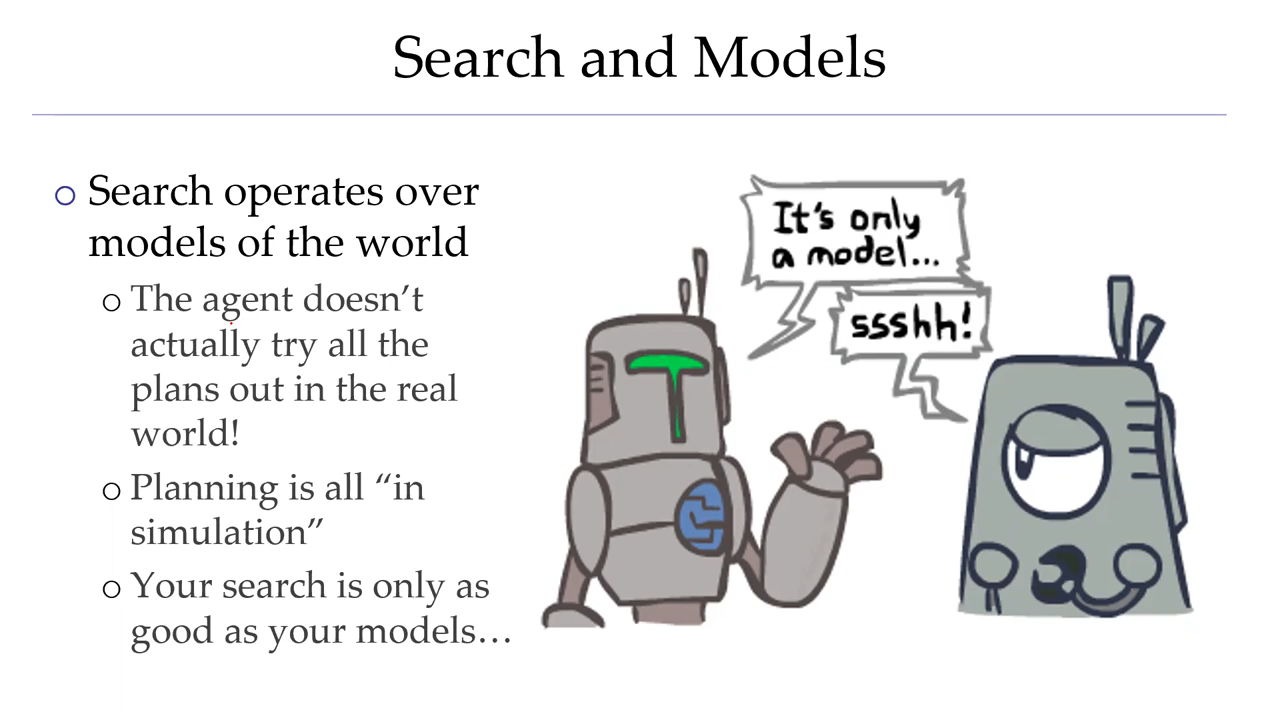 Search and Models
Search operates over
models of the world
The agent doesn’t
actually try all the
plans out in the real
world!
Planning is all “in
simulation”
Your search is only as
good as your models…
It's only
a model...
ssshh!